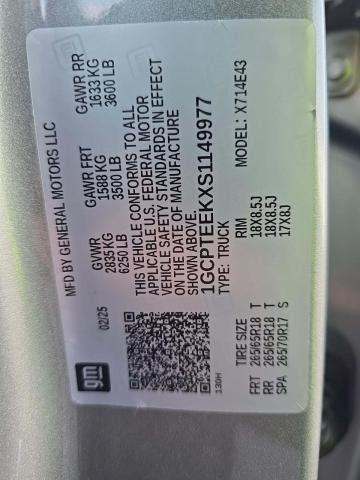 MFD BY GENERAL MOTORS LLC
02/25
GVWR GAWR FRT GAWR RR
2835 KG 1588 KG 1633 KG
6250 LB 3500 LB 3600 LB
THIS VEHICLE CONFORMS TO ALL
APPLICABLE U.S. FEDERAL MOTOR
VEHICLE SAFETY STANDARDS IN EFFECT
ON THE DATE OF MANUFACTURE
SHOWN ABOVE.
1GCPTEEKXS1149977
TYPE: TRUCK X714E43
gm
TIRE SIZE RIM
FRT 265/65R18 T 18X8.5J
RR 265/65R18 T 18X8.5J
SPA 265/70R17 S 17X8J